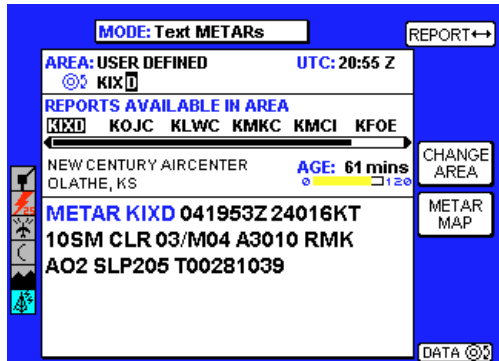 MODE: Text METARs
REPORT↔
AREA: USER DEFINED UTC: 20:55 Z
KIXD
REPORTS AVAILABLE IN AREA
KIXD KOJC KLWC KMKC KMCI KFOE
NEW CENTURY AIRCENTER AGE: 61 mins
OLATHE, KS 0 120
CHANGE
AREA
METAR KIXD 041953Z 24016KT
10SM CLR 03/M04 A3010 RMK
AO2 SLP205 T00281039
METAR
MAP
25
DATA